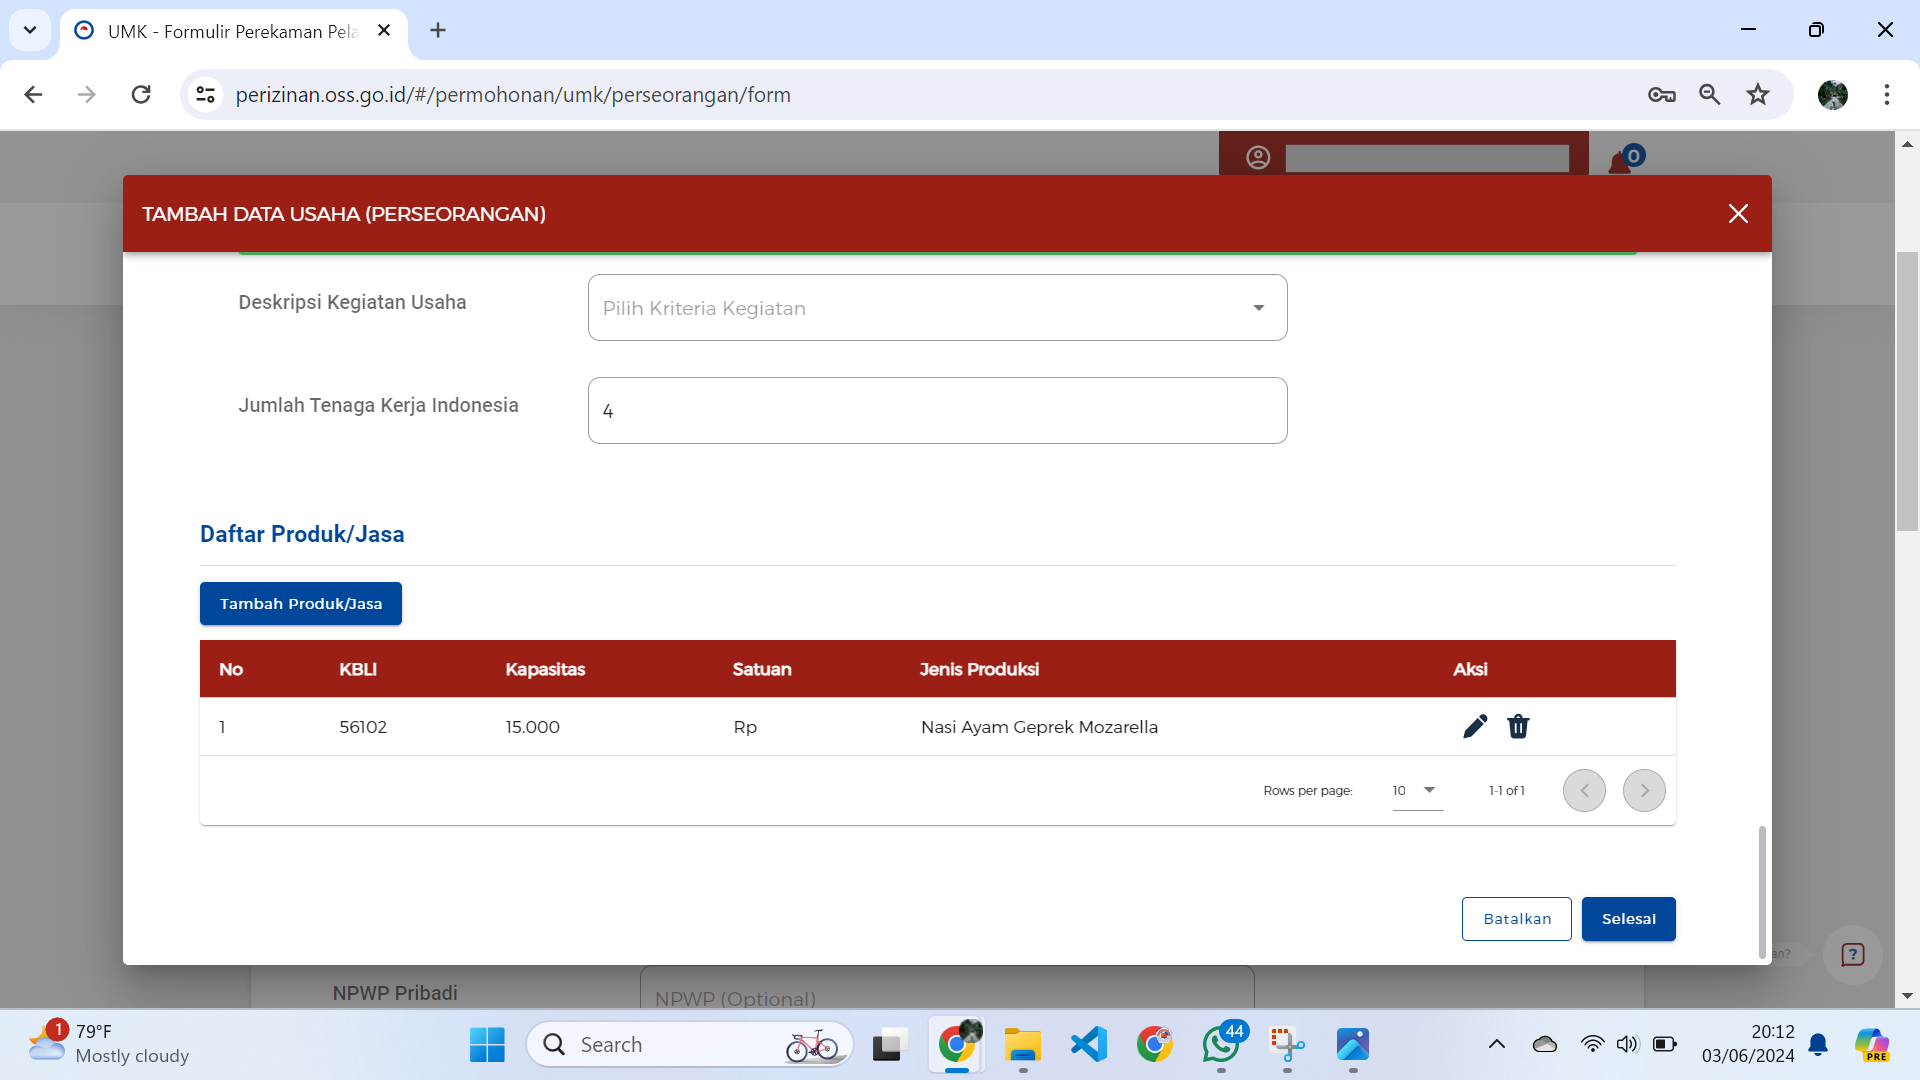 UMK - Formulir Perekaman Pela
perizinan.oss.go.id/#/permohonan/umk/perseorangan/form
0
TAMBAH DATA USAHA (PERSEORANGAN)
Deskripsi Kegiatan Usaha
Pilih Kriteria Kegiatan
Jumlah Tenaga Kerja Indonesia
4
Daftar Produk/Jasa
Tambah Produk/Jasa
No KBLI Kapasitas Satuan Jenis Produksi Aksi
1 56102 15.000 Rp Nasi Ayam Geprek Mozarella
Rows per page: 10 1-1 of 1
Batalkan Selesai
an?
NPWP Pribadi
NPWP (Optional)
1
79°F
Mostly cloudy
Search
44
20:12
03/06/2024
PRE